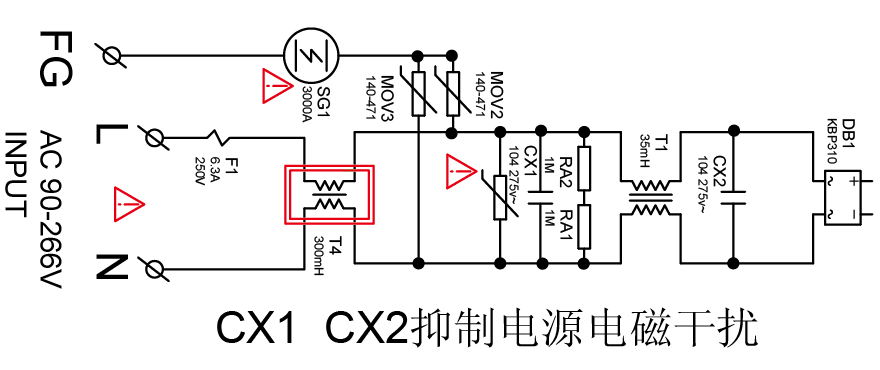 FG
L
N
AC 90-266V
INPUT
F1
6.3A
250V
SG1
3000A
MOV3
140-471
MOV2
140-471
T4
300mH
CX1
104 275v~
RA2
1M
RA1
1M
T1
35mH
CX2
104 275v~
DB1
KBP310
~ +
~ −
CX1 CX2抑制电源电磁干扰